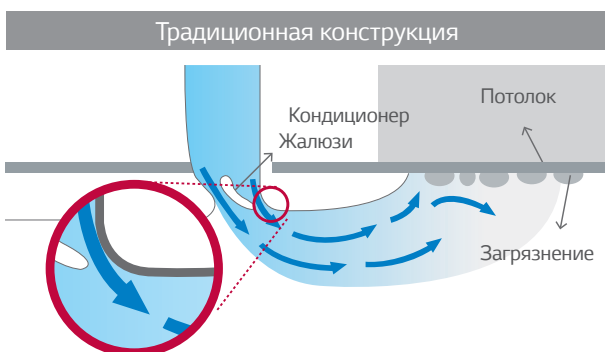 Традиционная конструкция
Потолок
Кондиционер
Жалюзи
Загрязнение